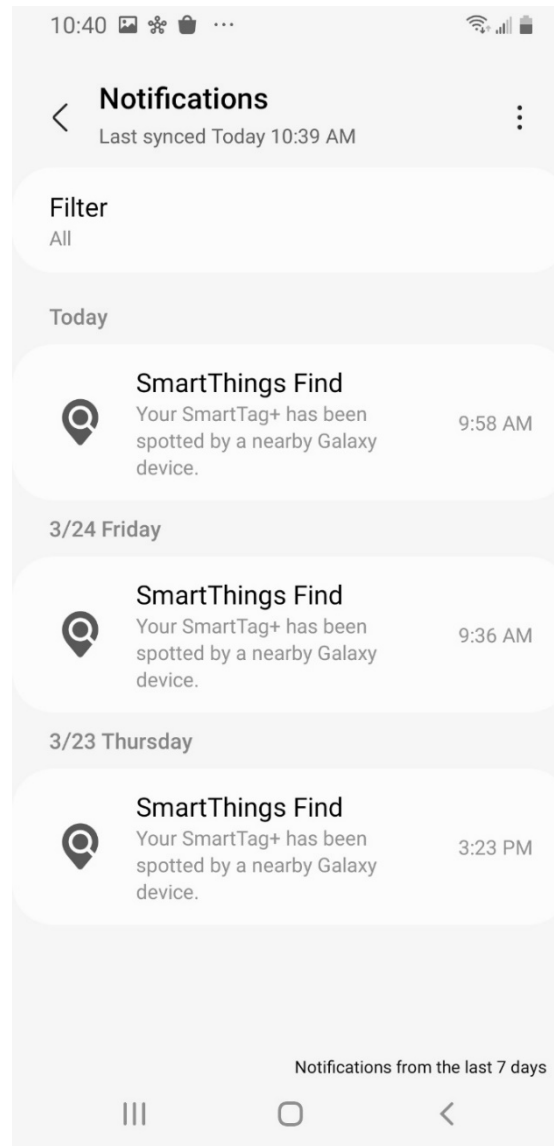 10:40
Notifications
Last synced Today 10:39 AM
Filter
All
Today
SmartThings Find
Your SmartTag+ has been
spotted by a nearby Galaxy
device.
9:58 AM
3/24 Friday
SmartThings Find
Your SmartTag+ has been
spotted by a nearby Galaxy
device.
9:36 AM
3/23 Thursday
SmartThings Find
Your SmartTag+ has been
spotted by a nearby Galaxy
device.
3:23 PM
Notifications from the last 7 days